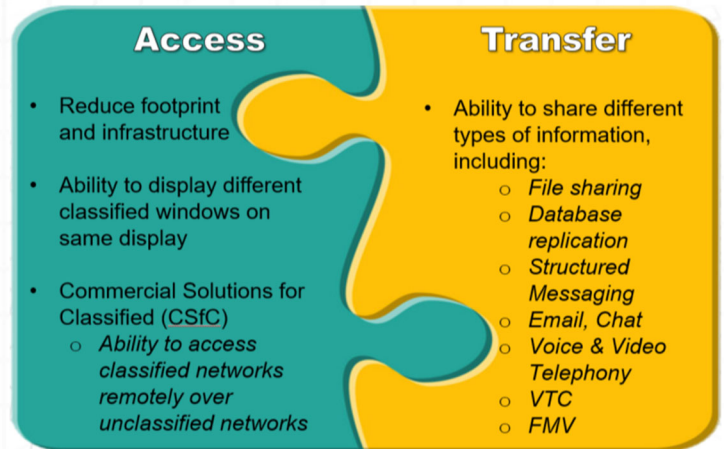 Access
• Reduce footprint
and infrastructure
• Ability to display different
classified windows on
same display
• Commercial Solutions for
Classified (CSfC)
o Ability to access
classified networks
remotely over
unclassified networks
Transfer
• Ability to share different
types of information,
including:
o File sharing
o Database
replication
o Structured
Messaging
o Email, Chat
o Voice & Video
Telephony
o VTC
o FMV